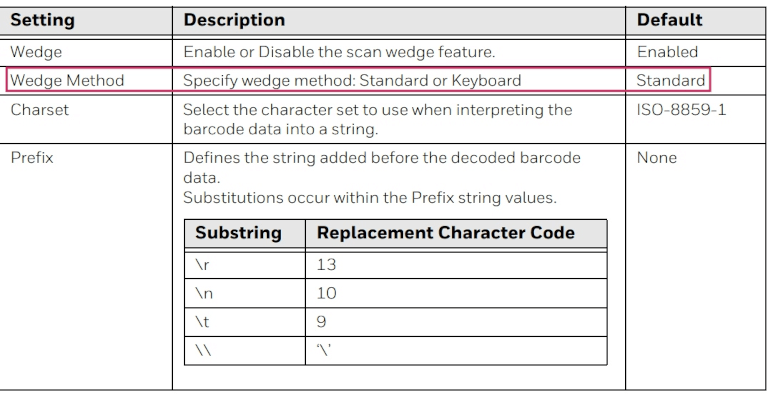 Setting Description Default
Wedge Enable or Disable the scan wedge feature. Enabled
Wedge Method Specify wedge method: Standard or Keyboard Standard
Charset Select the character set to use when interpreting the ISO-8859-1
barcode data into a string.
Prefix Defines the string added before the decoded barcode None
data.
Substitutions occur within the Prefix string values.
Substring Replacement Character Code
\r 13
\n 10
\t 9
\\ ‘\’